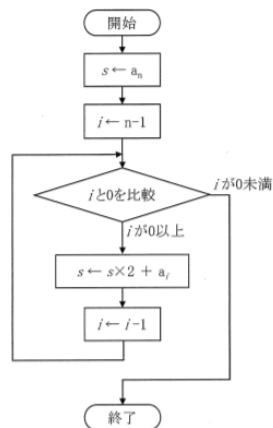 開始
s ← aₙ
i ← n-1
iと0を比較
iが0未満
iが0以上
s ← s×2 + aᵢ
i ← i-1
終了